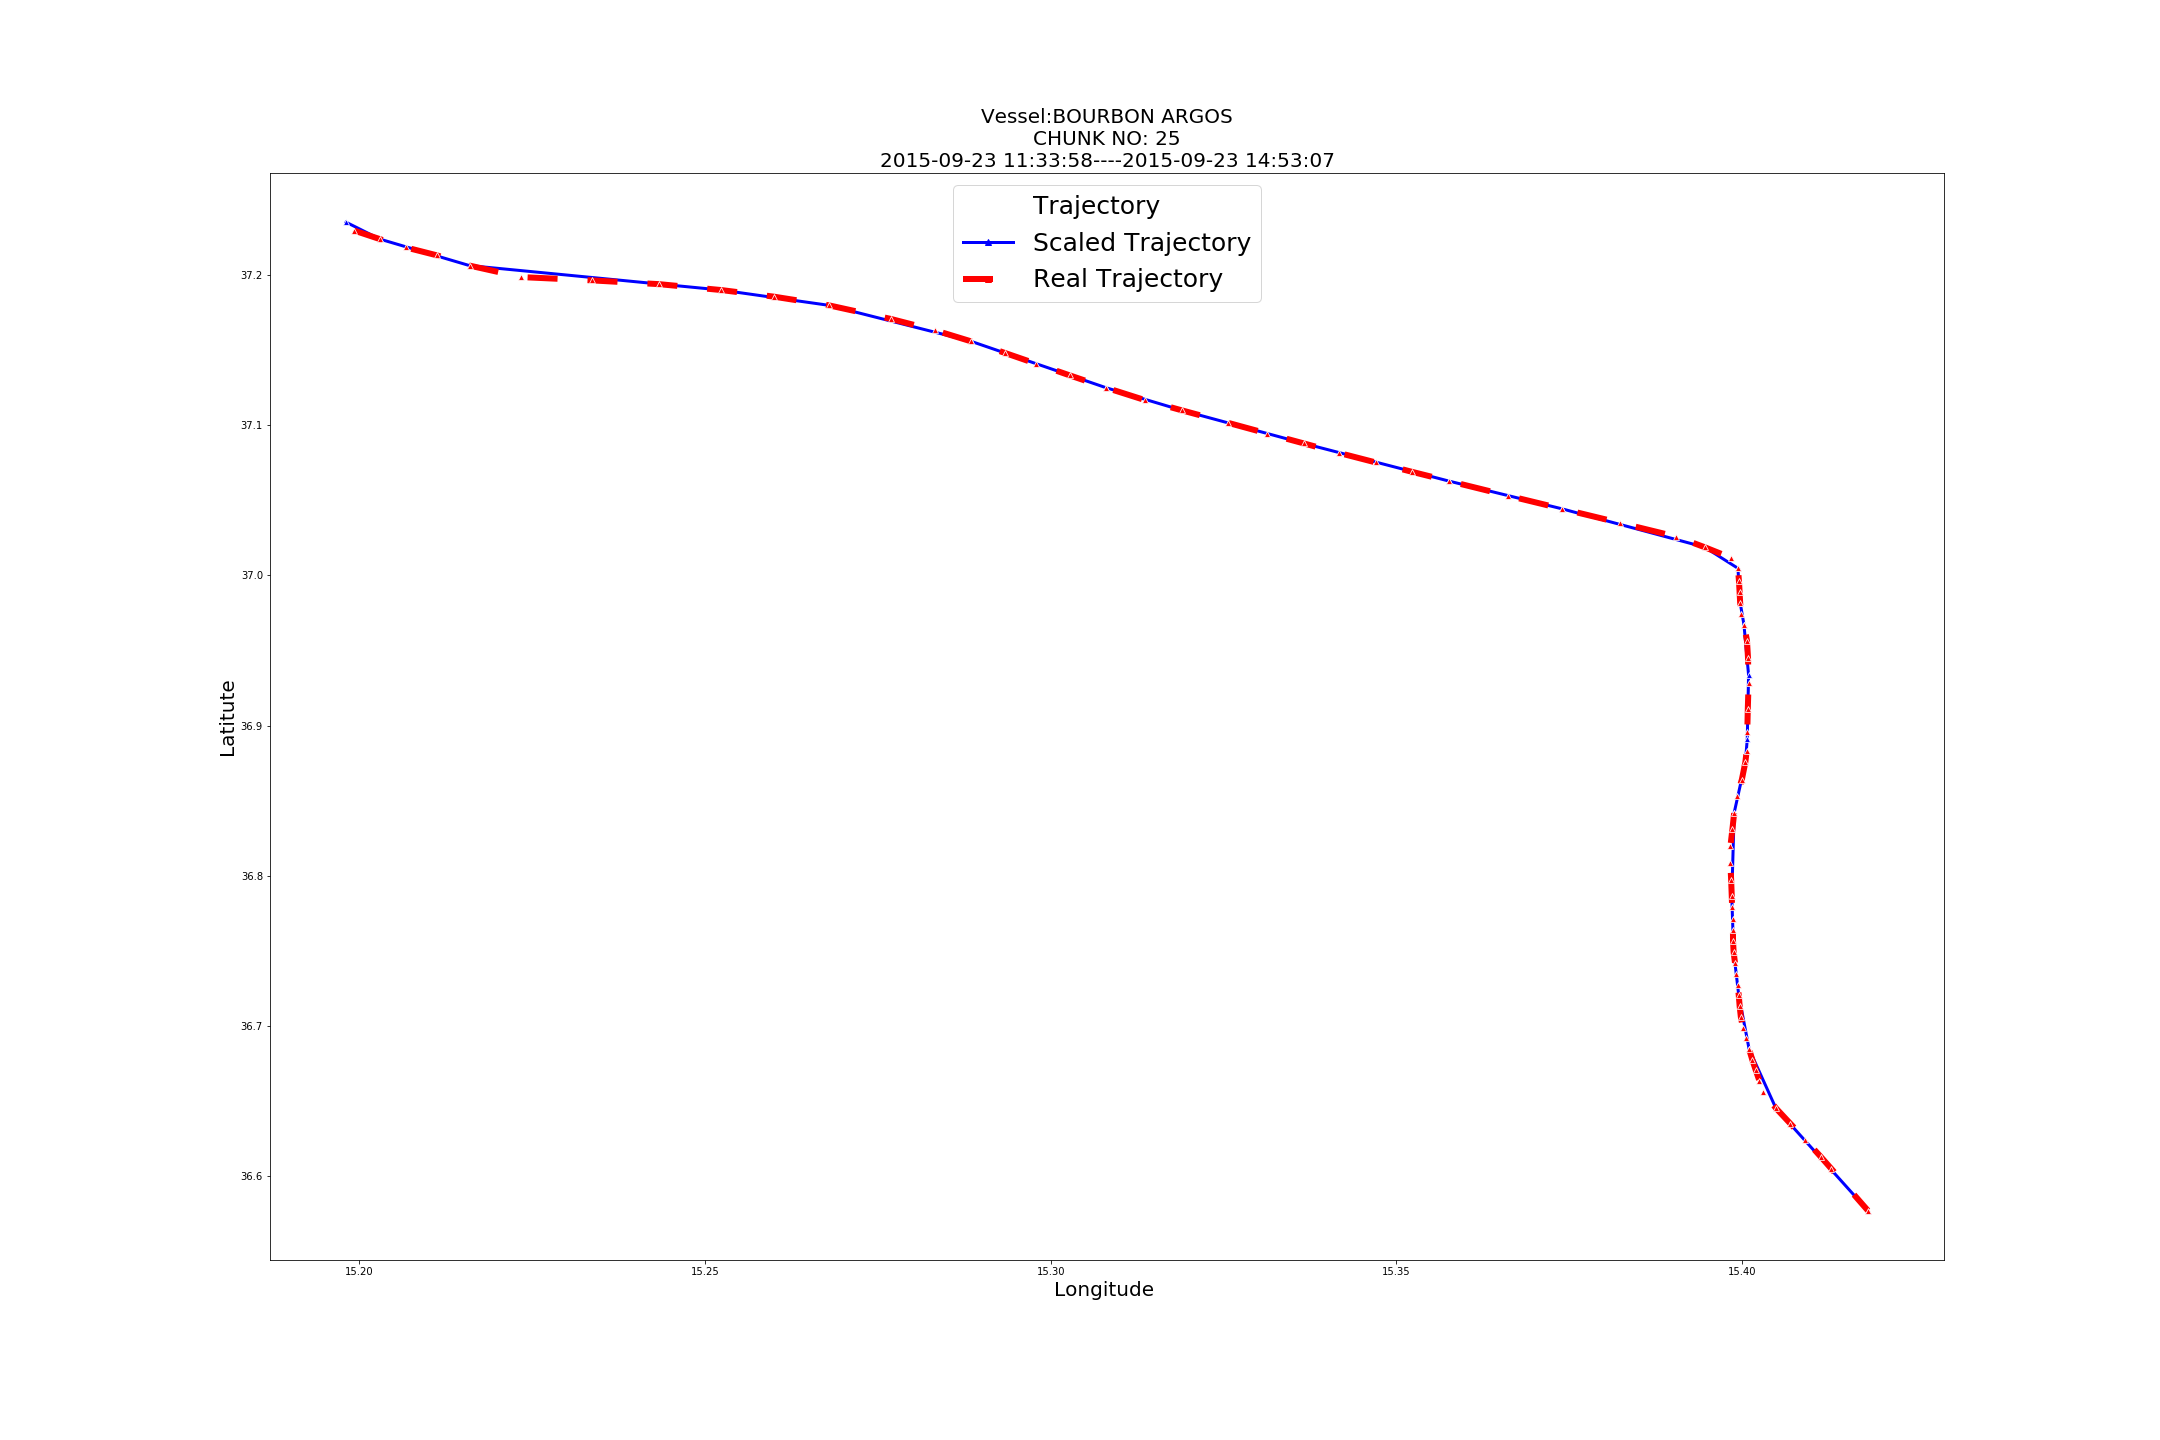 Vessel:BOURBON ARGOS
CHUNK NO: 25
2015-09-23 11:33:58----2015-09-23 14:53:07
Trajectory
Scaled Trajectory
Real Trajectory
37.2
37.1
37.0
36.9
36.8
36.7
36.6
Latitute
15.20
15.25
15.30
15.35
15.40
Longitude